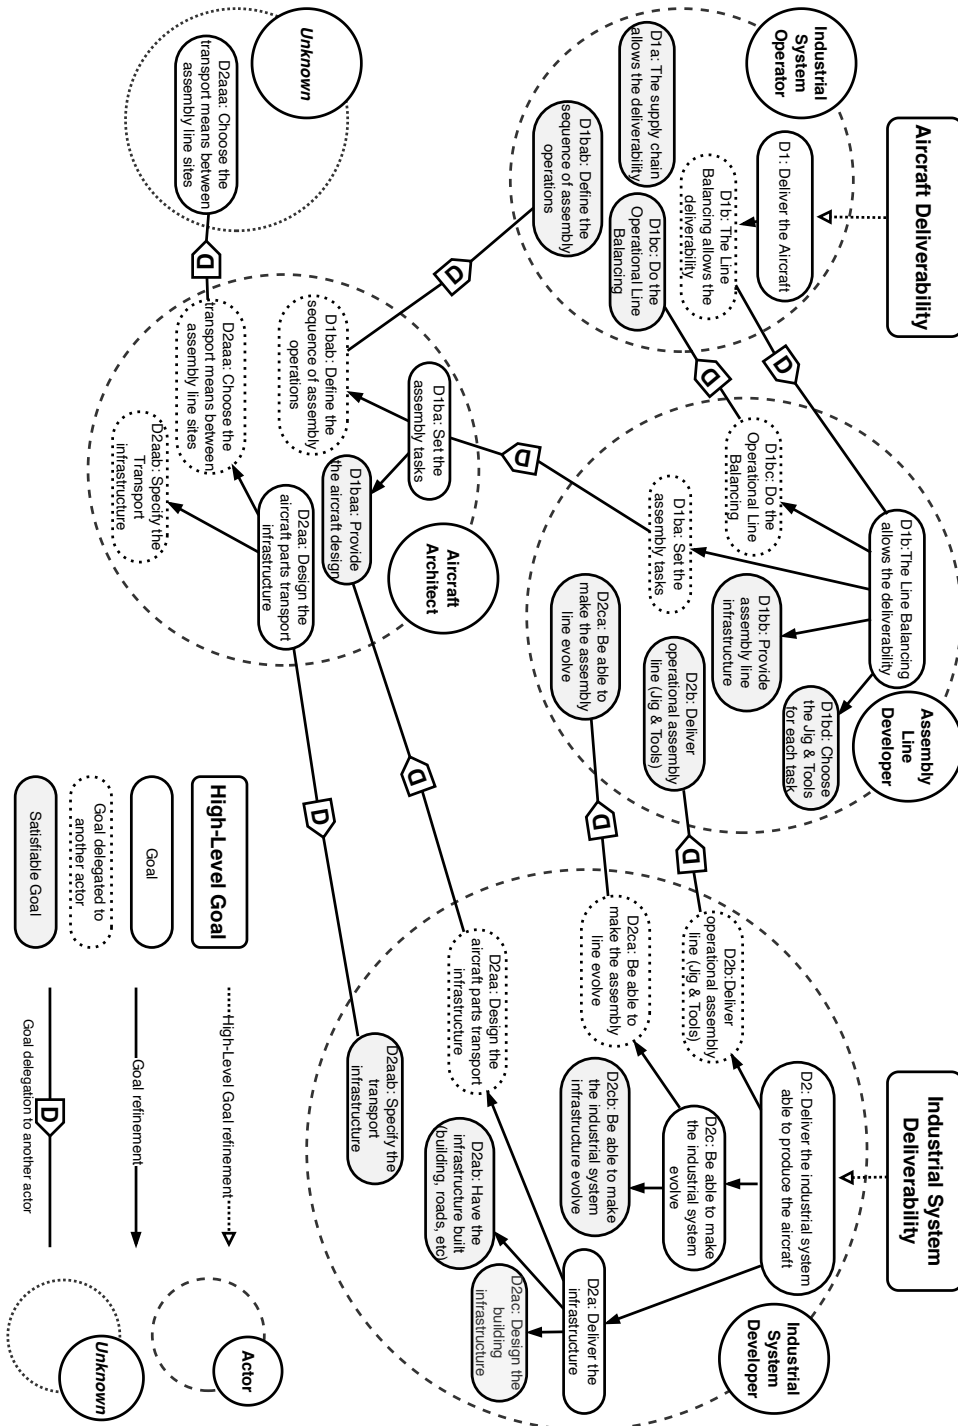 Aircraft Deliverability
Industrial
System
Operator
D1: Deliver the Aircraft
D1b: The Line
Balancing allows the
deliverability
D1a: The supply chain
allows the deliverability
D1bc: Do the
Operational Line
Balancing
D1bab: Define the
sequence of assembly
operations
Unknown
D2aaa: Choose the
transport means between
assembly line sites
D
D
D
D
D
D1b:The Line Balancing
allows the deliverability
D1bc: Do the
Operational Line
Balancing
D1ba: Set the
assembly tasks
D1bb: Provide
assembly line
infrastructure
D1bd: Choose
the Jig & Tools
for each task
D2b: Deliver
operational assembly
line (Jig & Tools)
D2ca: Be able to
make the assembly
line evolve
Assembly
Line
Developer
D1ba: Set the
assembly tasks
D1bab: Define the
sequence of assembly
operations
D1baa: Provide
the aircraft design
D2aaa: Choose the
transport means between
assembly line sites
D2aa: Design the
aircraft parts transport
infrastructure
D2aab: Specify the
Transport
infrastructure
Aircraft
Architect
D
D
D
D
Industrial System
Deliverability
D2: Deliver the industrial system
able to produce the aircraft
D2b:Deliver
operational assembly
line (Jig & Tools)
D2c: Be able to make
the industrial system
evolve
D2ca: Be able to
make the assembly
line evolve
D2cb: Be able to make
the industrial system
infrastructure evolve
D2a: Deliver the
infrastructure
D2aa: Design the
aircraft parts transport
infrastructure
D2ab: Have the
infrastructure built
(building, roads, etc)
D2ac: Design the
building
infrastructure
D2aab: Specify the
transport
infrastructure
Industrial
System
Developer
High-Level Goal
Goal
Goal delegated to
another actor
Satisfiable Goal
High-Level Goal refinement
Goal refinement
D
Goal delegation to another actor
Actor
Unknown